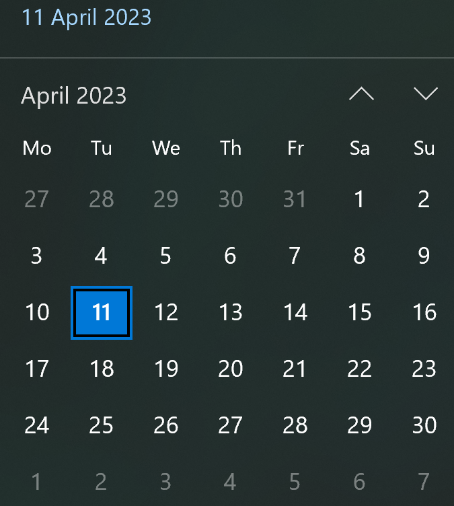 11 April 2023
April 2023
Mo Tu We Th Fr Sa Su
27 28 29 30 31 1 2
3 4 5 6 7 8 9
10 11 12 13 14 15 16
17 18 19 20 21 22 23
24 25 26 27 28 29 30
1 2 3 4 5 6 7